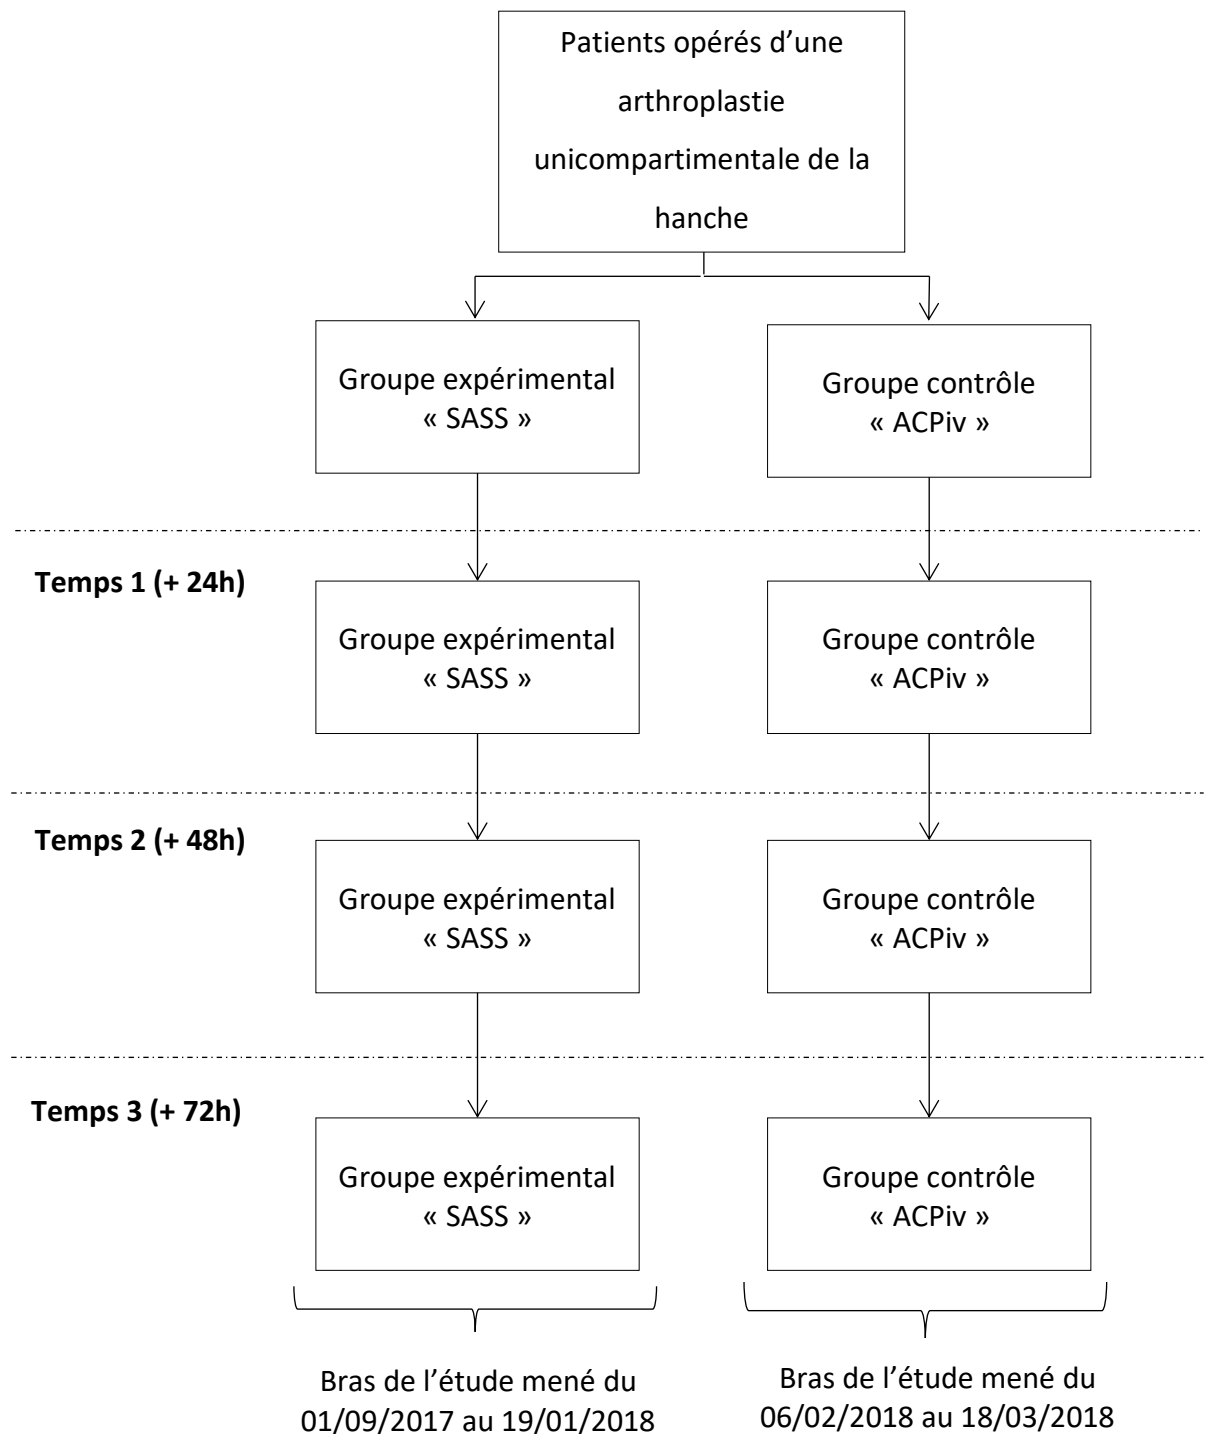 Patients opérés d’une
arthroplastie
unicompartimentale de la
hanche
Groupe expérimental
« SASS »
Groupe contrôle
« ACPiv »
Temps 1 (+ 24h)
Groupe expérimental
« SASS »
Groupe contrôle
« ACPiv »
Temps 2 (+ 48h)
Groupe expérimental
« SASS »
Groupe contrôle
« ACPiv »
Temps 3 (+ 72h)
Groupe expérimental
« SASS »
Groupe contrôle
« ACPiv »
Bras de l’étude mené du
01/09/2017 au 19/01/2018
Bras de l’étude mené du
06/02/2018 au 18/03/2018